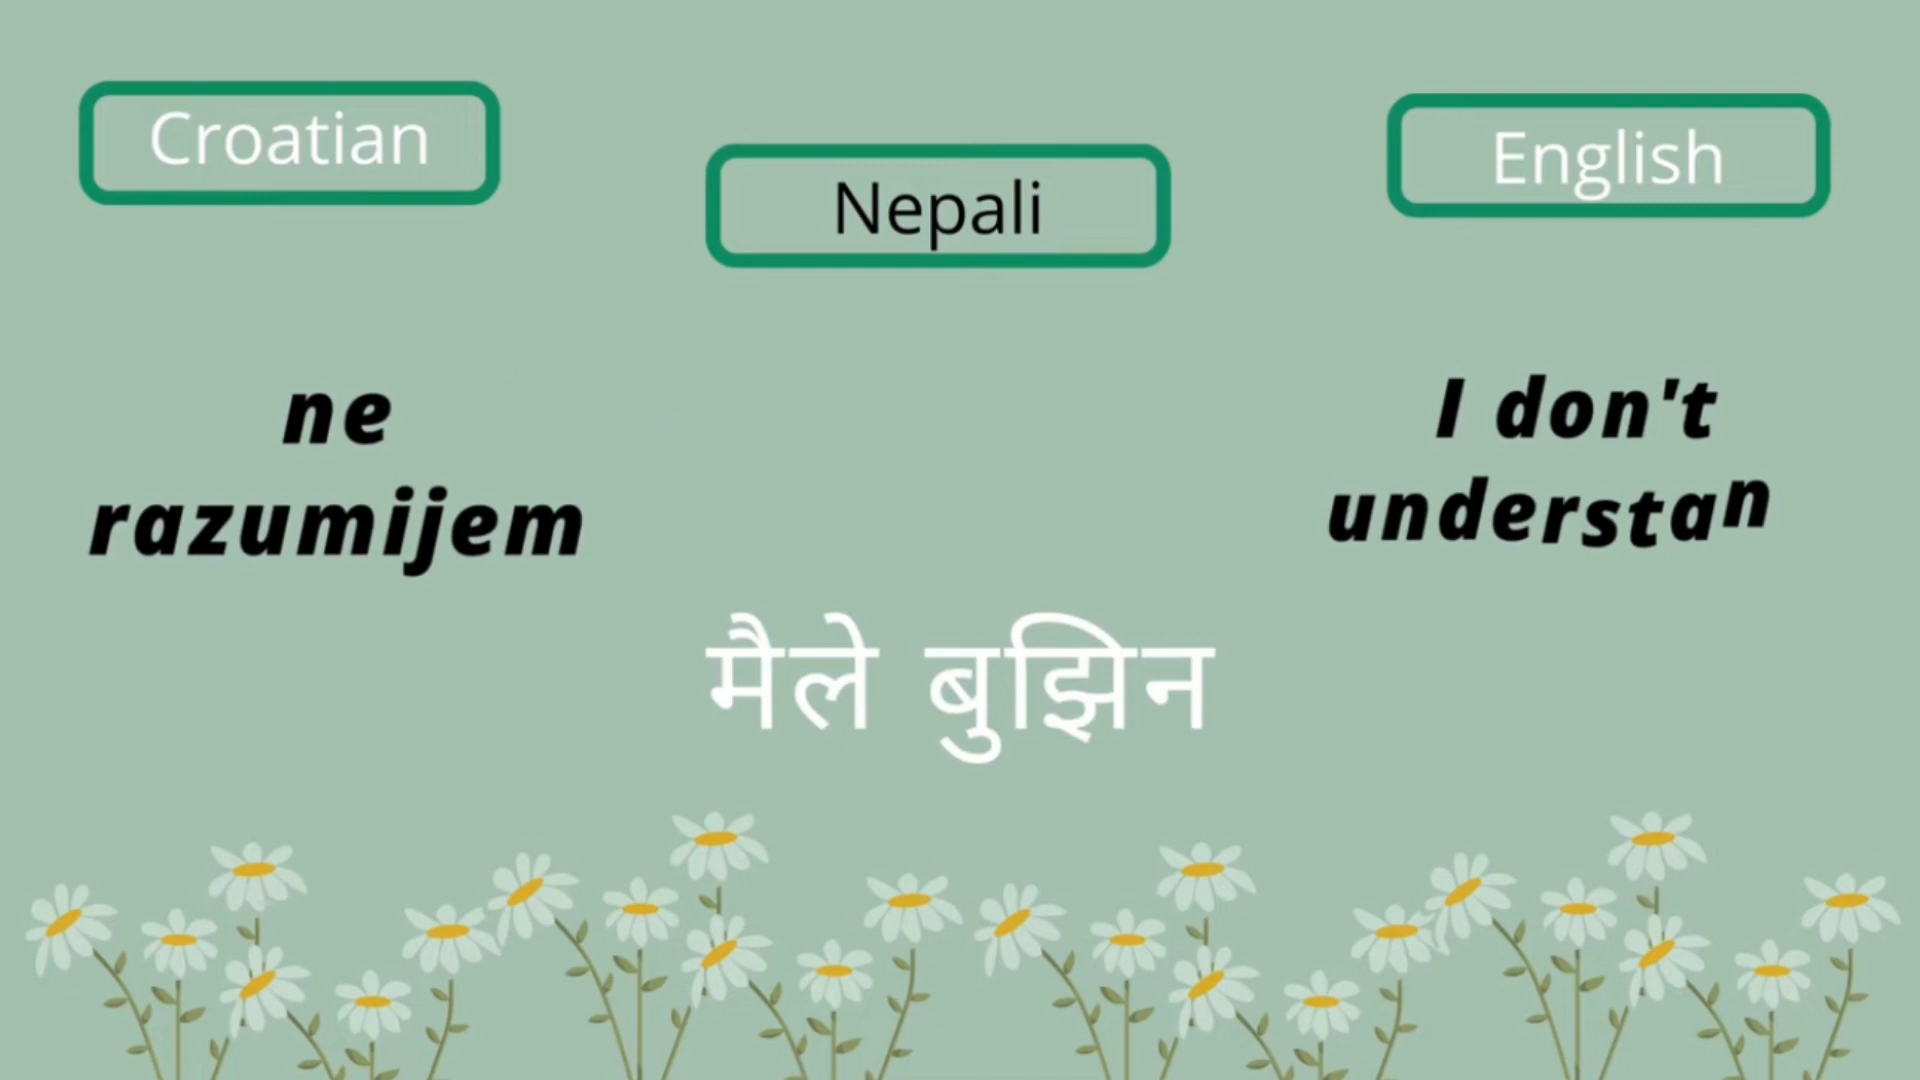 Croatian
Nepali
English
ne
razumijem
I don't
understan
मैले बुझिन